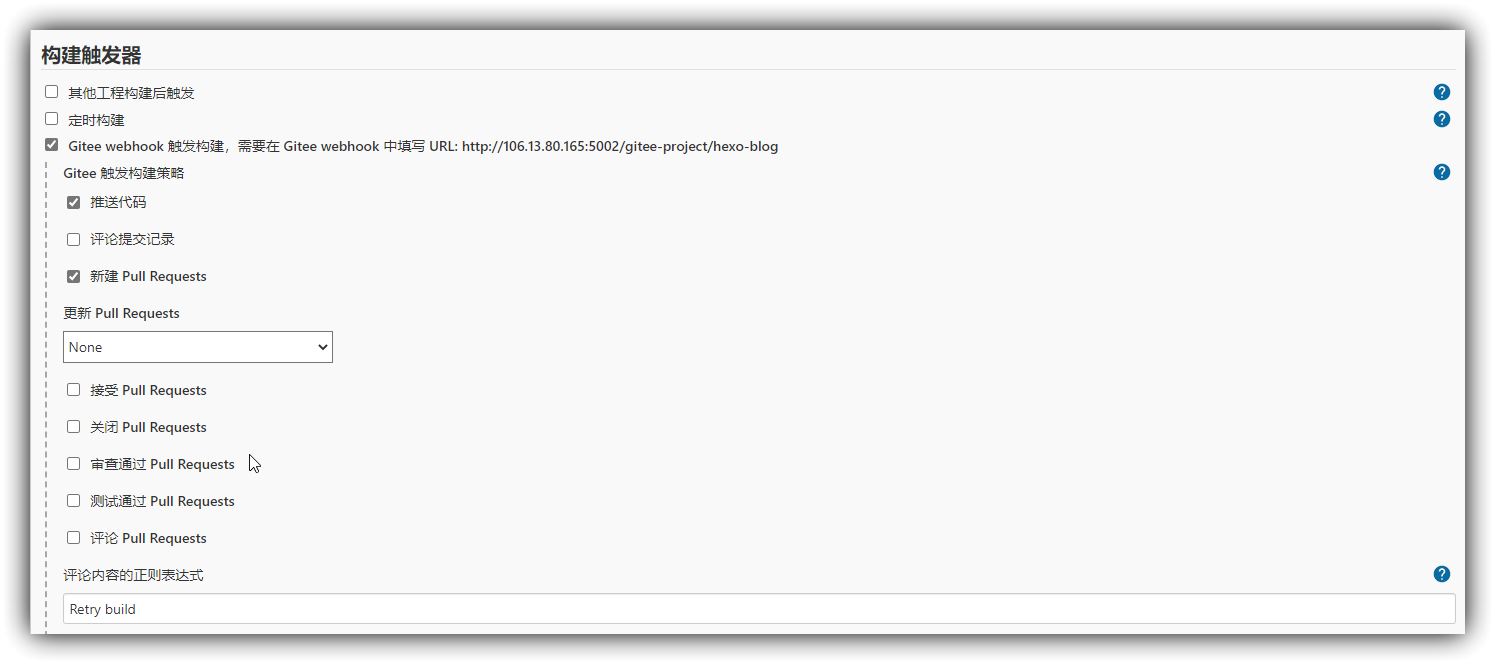 构建触发器
其他工程构建后触发
定时构建
Gitee webhook 触发构建，需要在 Gitee webhook 中填写 URL: http://106.13.80.165:5002/gitee-project/hexo-blog
Gitee 触发构建策略
推送代码
评论提交记录
新建 Pull Requests
更新 Pull Requests
None
接受 Pull Requests
关闭 Pull Requests
审查通过 Pull Requests
测试通过 Pull Requests
评论 Pull Requests
评论内容的正则表达式
Retry build